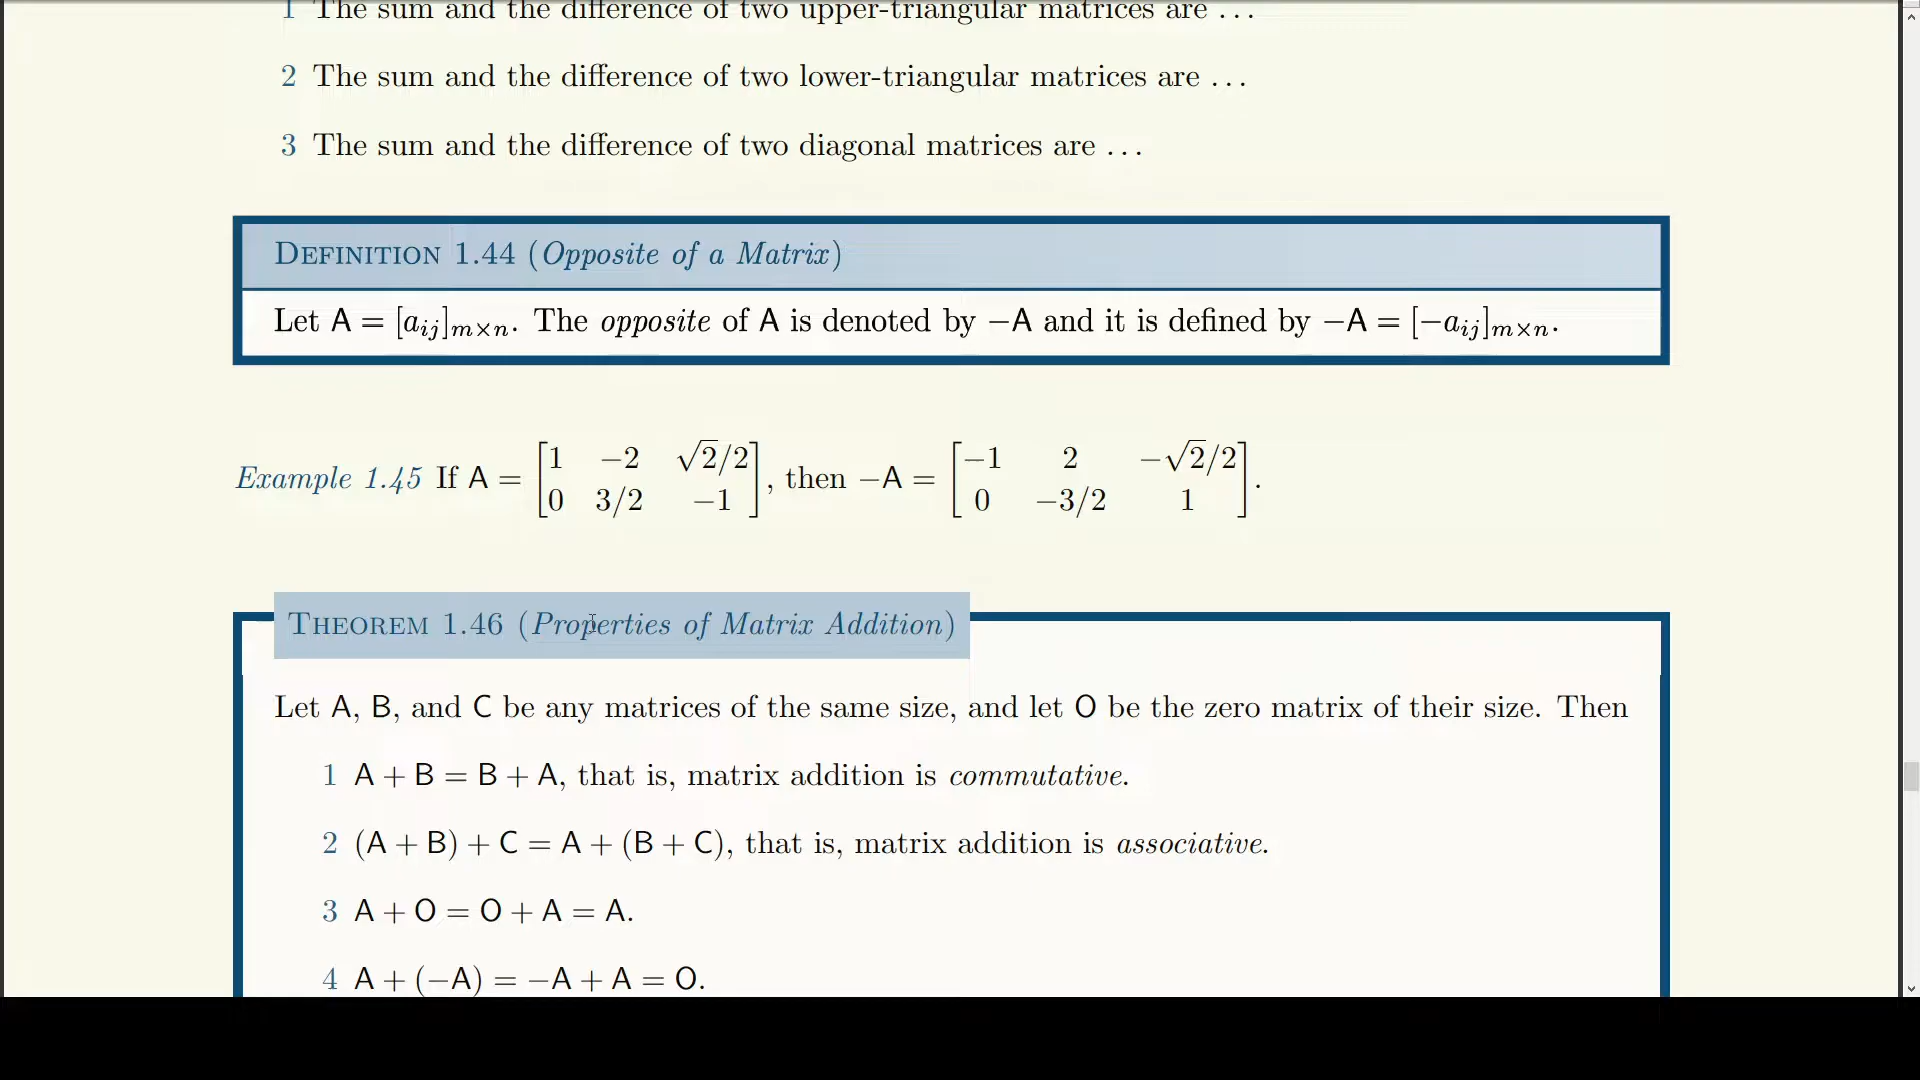 1 The sum and the difference of two upper-triangular matrices are ...
2 The sum and the difference of two lower-triangular matrices are ...
3 The sum and the difference of two diagonal matrices are ...
DEFINITION 1.44 (Opposite of a Matrix)
Let A = [a_{ij}]_{m×n}. The opposite of A is denoted by −A and it is defined by −A = [−a_{ij}]_{m×n}.
Example 1.45 If A = [1 −2 √2/2; 0 3/2 −1], then −A = [−1 2 −√2/2; 0 −3/2 1].
THEOREM 1.46 (Properties of Matrix Addition)
Let A, B, and C be any matrices of the same size, and let O be the zero matrix of their size. Then
1 A + B = B + A, that is, matrix addition is commutative.
2 (A + B) + C = A + (B + C), that is, matrix addition is associative.
3 A + O = O + A = A.
4 A + (−A) = −A + A = O.